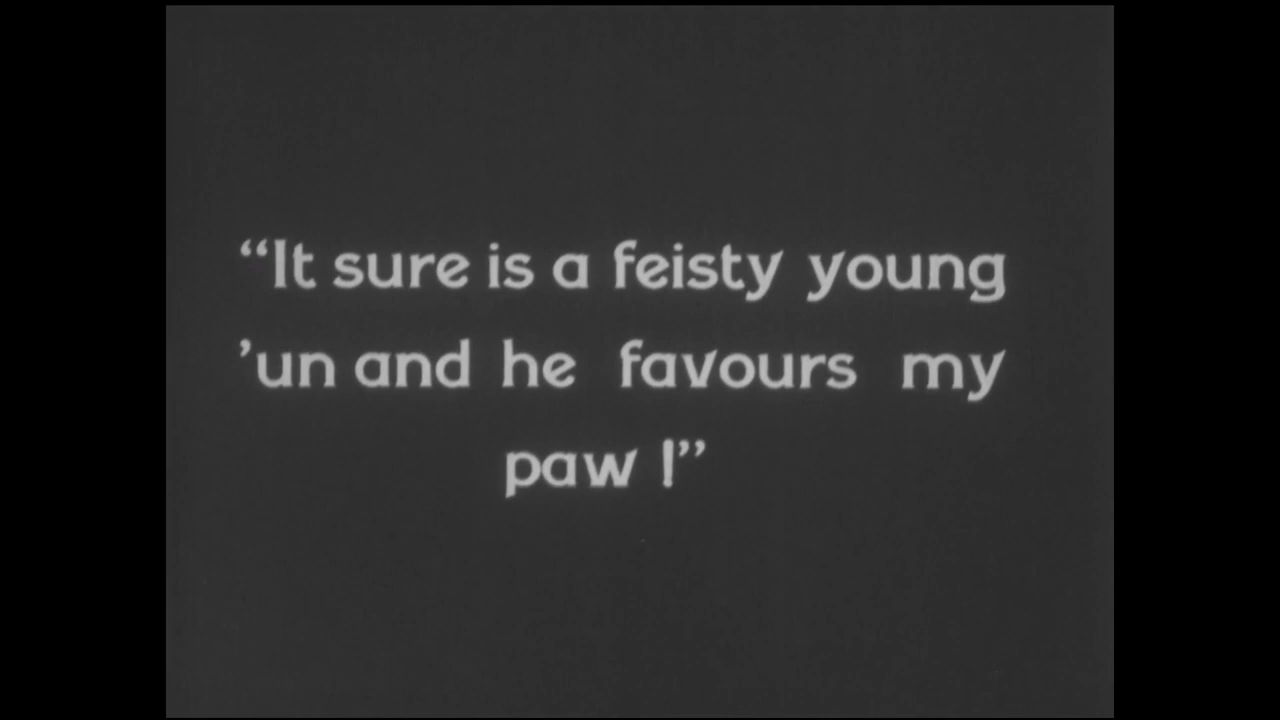 “It sure is a feisty young
’un and he favours my
paw !”